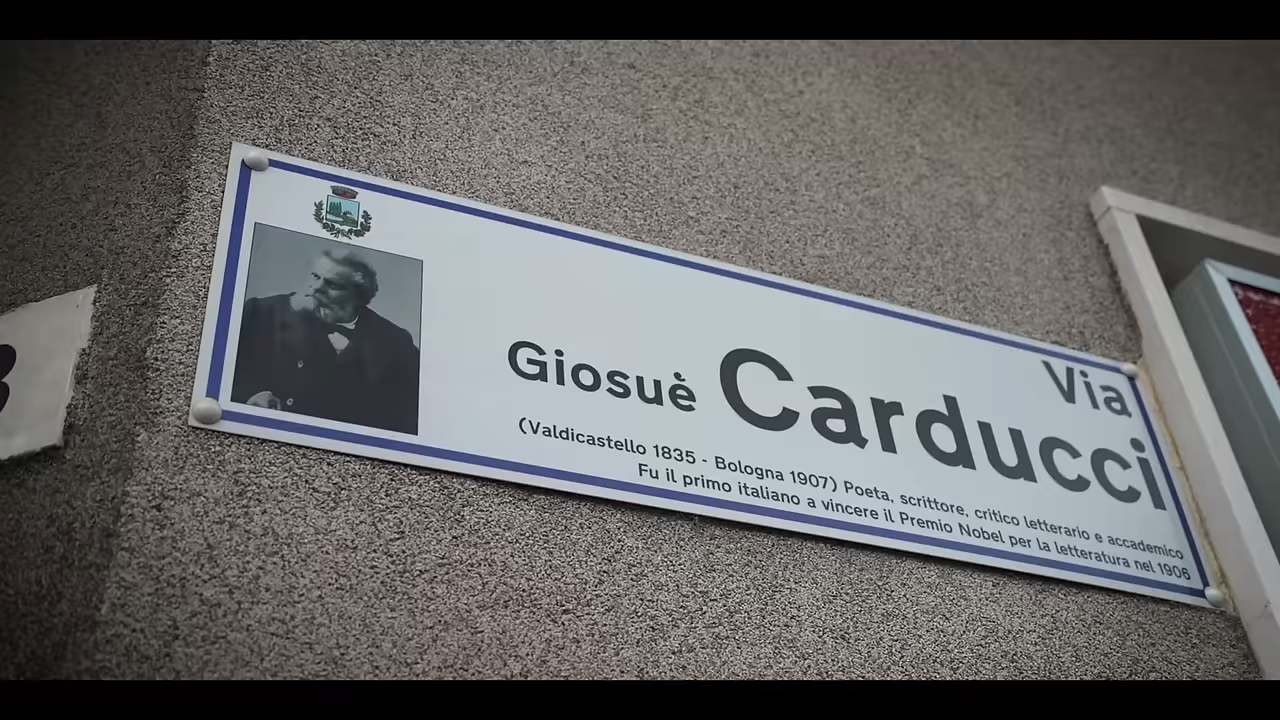 Via
Giosuè Carducci
(Valdicastello 1835 - Bologna 1907) Poeta, scrittore, critico letterario e accademico
Fu il primo italiano a vincere il Premio Nobel per la letteratura nel 1906